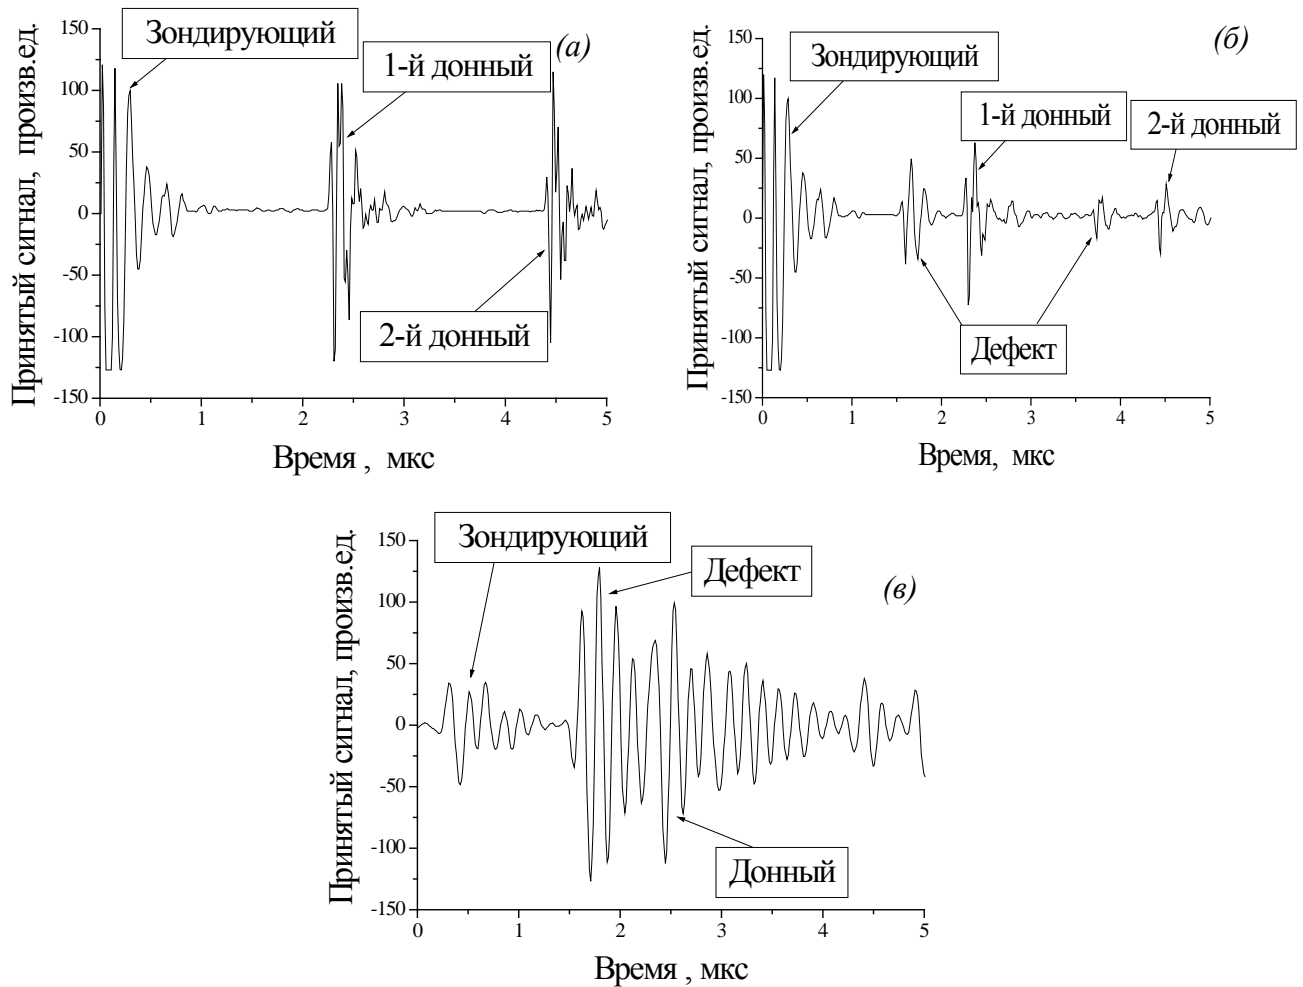 (а)
Зондирующий
1-й донный
2-й донный
Принятый сигнал, произв.ед.
150
100
50
0
-50
-100
-150
0 1 2 3 4 5
Время , мкс
(б)
Зондирующий
1-й донный
2-й донный
Дефект
Принятый сигнал, произв.ед.
150
100
50
0
-50
-100
-150
0 1 2 3 4 5
Время, мкс
(в)
Зондирующий
Дефект
Донный
Принятый сигнал, произв.ед.
150
100
50
0
-50
-100
-150
0 1 2 3 4 5
Время , мкс